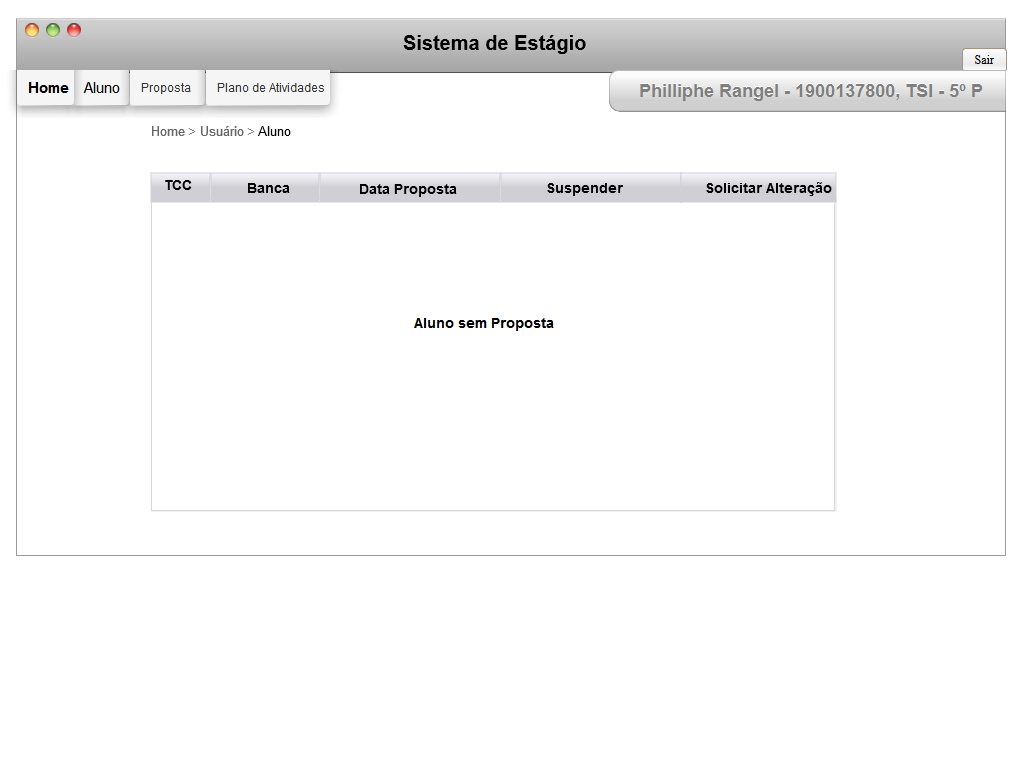 Sistema de Estágio
Sair
Home Aluno Proposta Plano de Atividades
Philliphe Rangel - 1900137800, TSI - 5º P
Home > Usuário > Aluno
TCC Banca Data Proposta Suspender Solicitar Alteração
Aluno sem Proposta